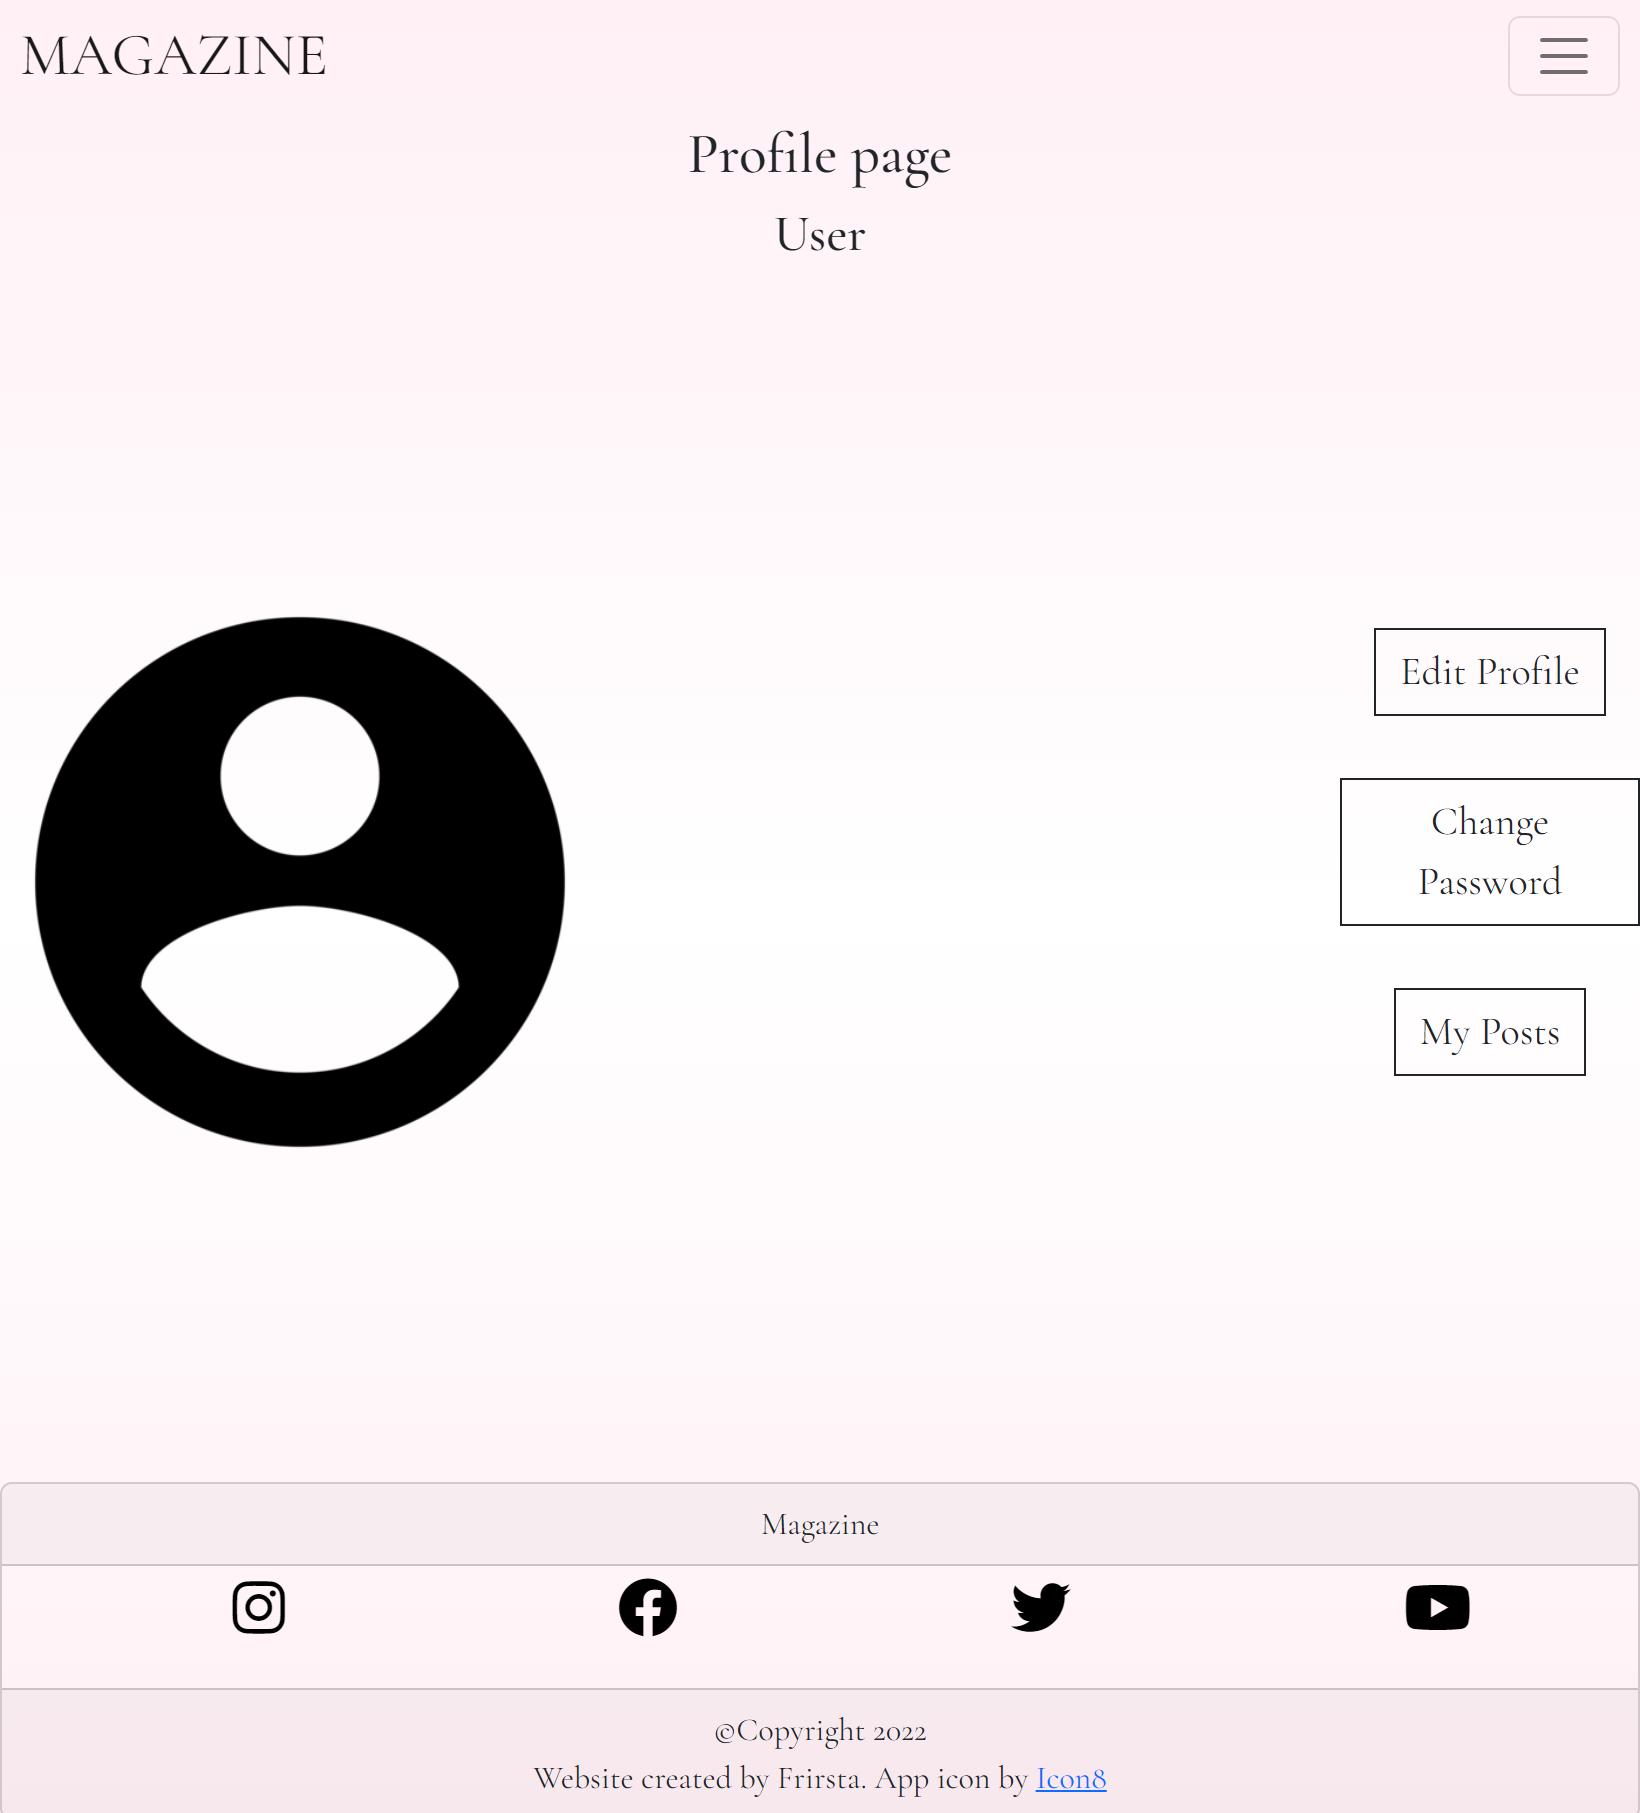 MAGAZINE
Profile page
User
Edit Profile
Change
Password
My Posts
Magazine
©Copyright 2022
Website created by Frirsta. App icon by Icon8